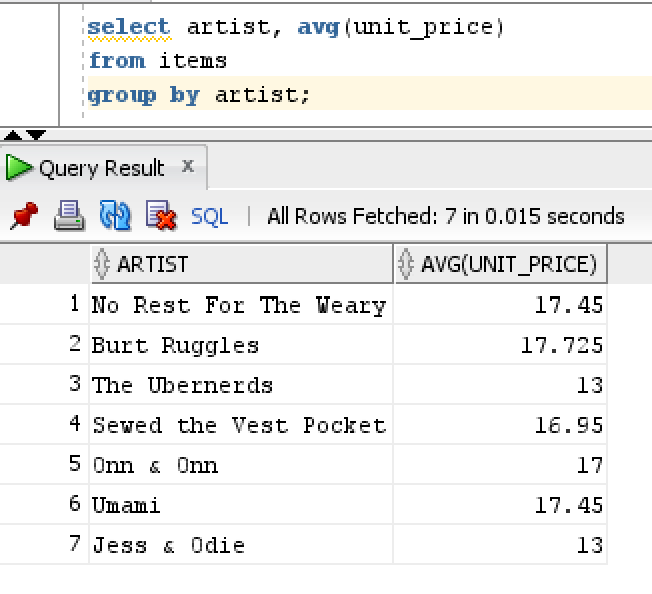 select artist, avg(unit_price)
from items
group by artist;
Query Result x
SQL | All Rows Fetched: 7 in 0.015 seconds
ARTIST AVG(UNIT_PRICE)
1 No Rest For The Weary 17.45
2 Burt Ruggles 17.725
3 The Ubernerds 13
4 Sewed the Vest Pocket 16.95
5 Onn & Onn 17
6 Umami 17.45
7 Jess & Odie 13